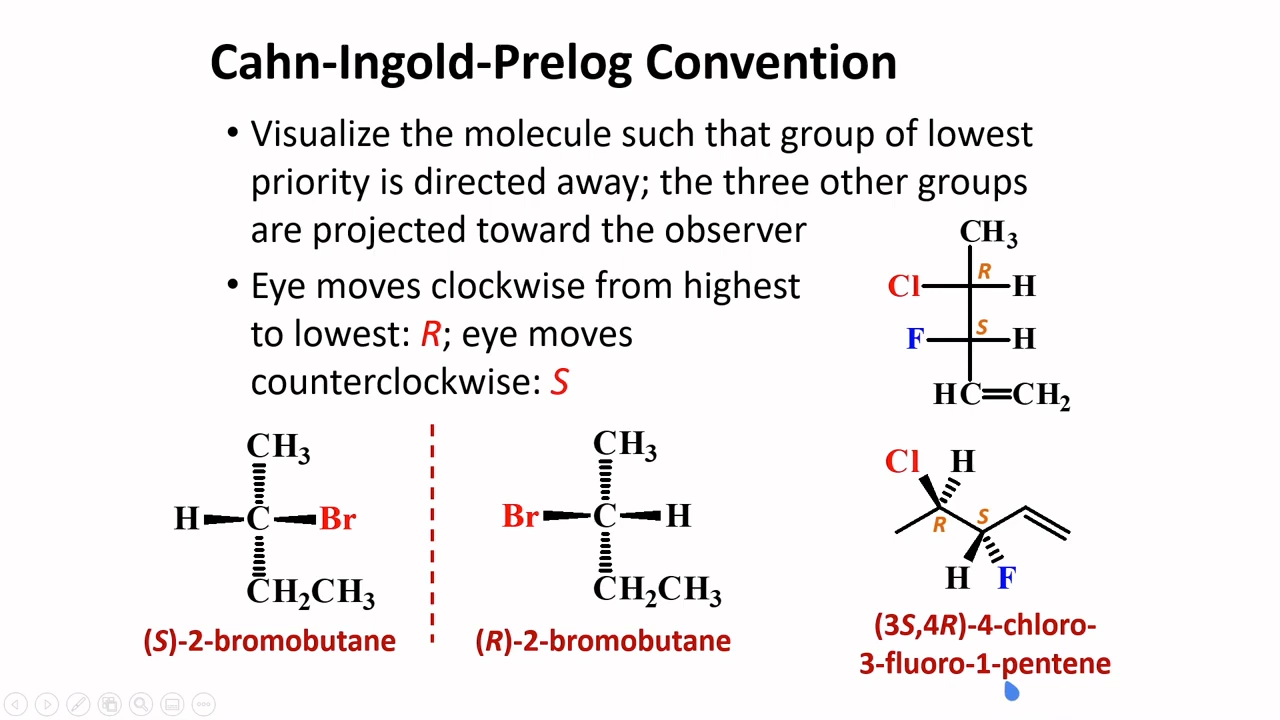 Cahn-Ingold-Prelog Convention
• Visualize the molecule such that group of lowest
priority is directed away; the three other groups
are projected toward the observer
• Eye moves clockwise from highest
to lowest: R; eye moves
counterclockwise: S
CH3
R
Cl H
S
F H
HC=CH2
CH3
H C Br
CH2CH3
(S)-2-bromobutane
CH3
Br C H
CH2CH3
(R)-2-bromobutane
Cl H
R S
H F
(3S,4R)-4-chloro-
3-fluoro-1-pentene